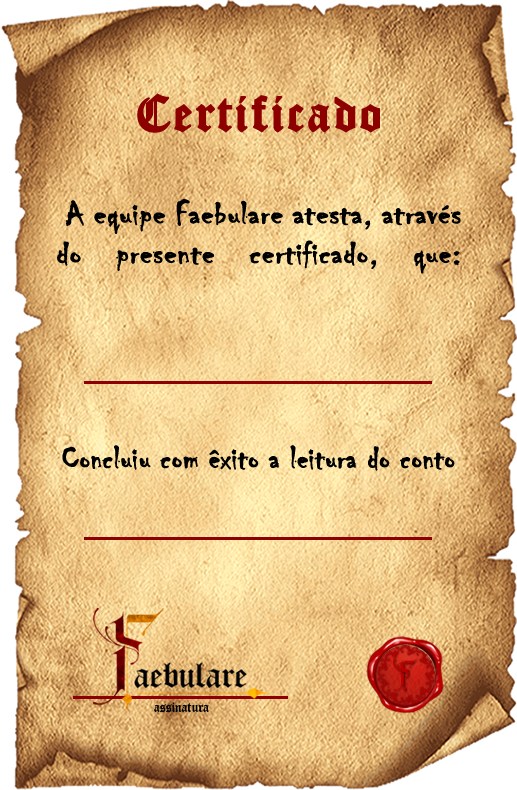 Certificado
A equipe Faebulare atesta, através
do presente certificado, que:
Concluiu com êxito a leitura do conto
Faebulare
assinatura
F